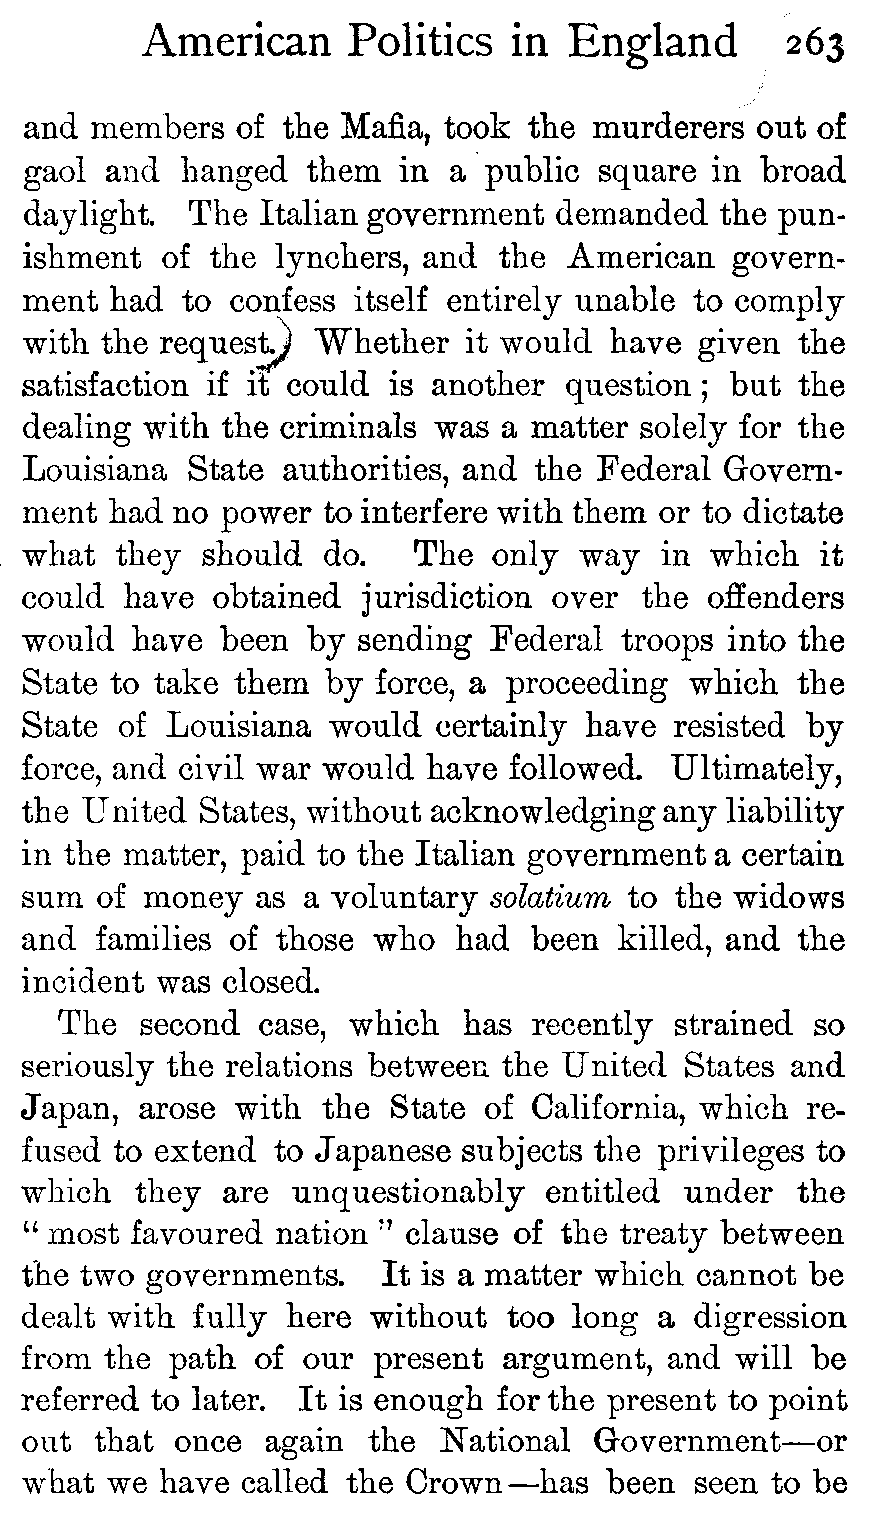 American Politics in England 263
and members of the Mafia, took the murderers out of
gaol and hanged them in a public square in broad
daylight. The Italian government demanded the pun-
ishment of the lynchers, and the American govern-
ment had to confess itself entirely unable to comply
with the request.) Whether it would have given the
satisfaction if it could is another question; but the
dealing with the criminals was a matter solely for the
Louisiana State authorities, and the Federal Govern-
ment had no power to interfere with them or to dictate
what they should do. The only way in which it
could have obtained jurisdiction over the offenders
would have been by sending Federal troops into the
State to take them by force, a proceeding which the
State of Louisiana would certainly have resisted by
force, and civil war would have followed. Ultimately,
the United States, without acknowledging any liability
in the matter, paid to the Italian government a certain
sum of money as a voluntary solatium to the widows
and families of those who had been killed, and the
incident was closed.
The second case, which has recently strained so
seriously the relations between the United States and
Japan, arose with the State of California, which re-
fused to extend to Japanese subjects the privileges to
which they are unquestionably entitled under the
“most favoured nation” clause of the treaty between
the two governments. It is a matter which cannot be
dealt with fully here without too long a digression
from the path of our present argument, and will be
referred to later. It is enough for the present to point
out that once again the National Government—or
what we have called the Crown—has been seen to be